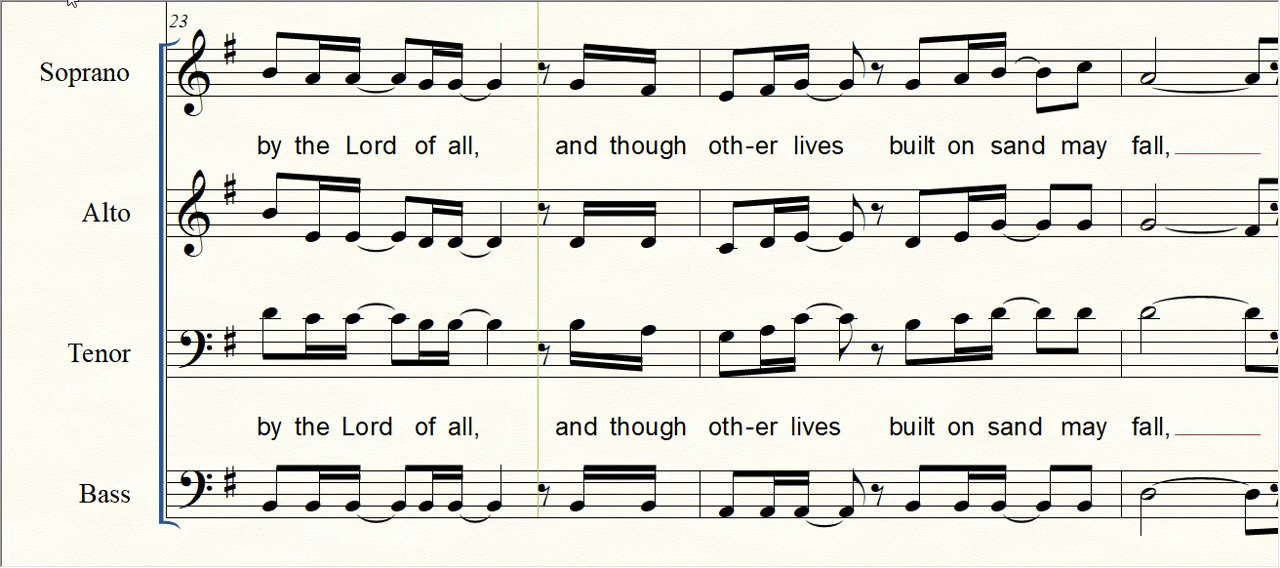 23
Soprano
by the Lord of all, and though oth-er lives built on sand may fall,
Alto
Tenor
by the Lord of all, and though oth-er lives built on sand may fall,
Bass